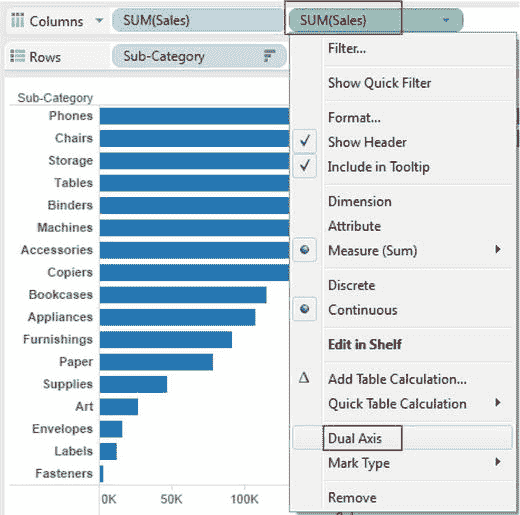 Columns SUM(Sales) SUM(Sales)
Rows Sub-Category
Filter...
Show Quick Filter
Format...
Show Header
Include in Tooltip
Dimension
Attribute
Measure (Sum)
Discrete
Continuous
Edit in Shelf
Add Table Calculation...
Quick Table Calculation
Dual Axis
Mark Type
Remove
Sub-Category
Phones
Chairs
Storage
Tables
Binders
Machines
Accessories
Copiers
Bookcases
Appliances
Furnishings
Paper
Supplies
Art
Envelopes
Labels
Fasteners
0K 50K 100K